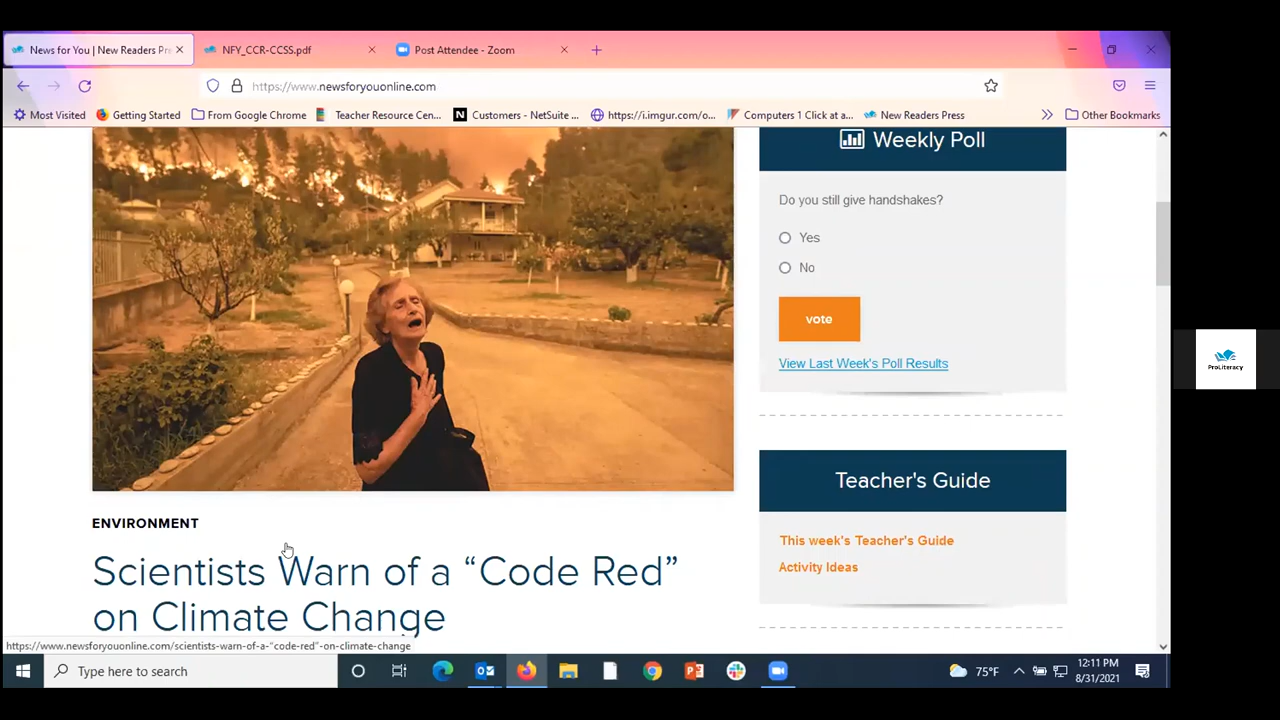 News for You | New Readers Pre
NFY_CCR-CCSS.pdf
Post Attendee - Zoom
https://www.newsforyouonline.com
Most Visited
Getting Started
From Google Chrome
Teacher Resource Cen...
N
Customers - NetSuite ...
https://i.imgur.com/o...
Computers 1 Click at a...
New Readers Press
Other Bookmarks
Weekly Poll
Do you still give handshakes?
Yes
No
vote
View Last Week's Poll Results
ProLiteracy
Teacher's Guide
This week's Teacher's Guide
Activity Ideas
ENVIRONMENT
Scientists Warn of a “Code Red”
on Climate Change
https://www.newsforyouonline.com/scientists-warn-of-a-“code-red”-on-climate-change
Type here to search
75°F
12:11 PM
8/31/2021